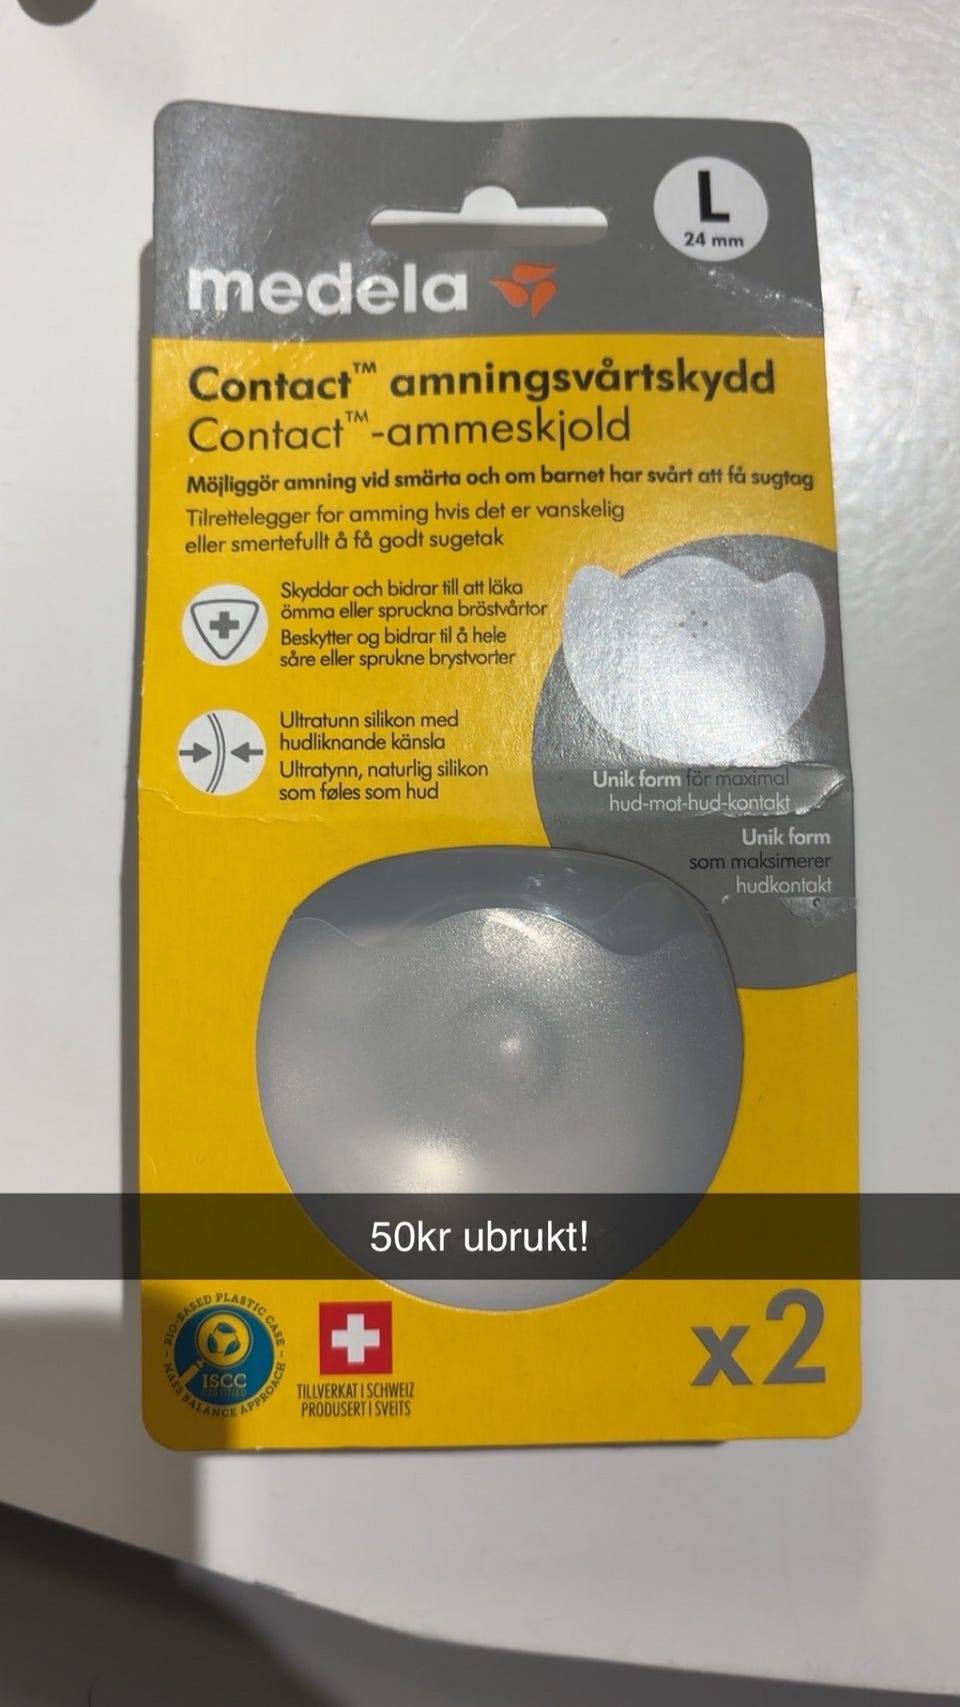 L
24 mm
medela
Contact™ amningsvårtskydd
Contact™-ammeskjold
Möjliggör amning vid smärta och om barnet har svårt att få sugtag
Tilrettelegger for amming hvis det er vanskelig
eller smertefullt å få godt sugetak
Skyddar och bidrar till att läka
ömma eller spruckna bröstvårtor
Beskytter og bidrar til å hele
såre eller sprukne brystvorter
Ultratunn silikon med
hudliknande känsla
Ultratynn, naturlig silikon
som føles som hud
Unik form för maximal
hud-mot-hud-kontakt
Unik form
som maksimerer
hudkontakt
50kr ubrukt!
BIO-BASED PLASTIC CASE
ISCC
CERTIFIED
MASS BALANCE APPROACH
TILLVERKAT I SCHWEIZ
PRODUSERT I SVEITS
x2